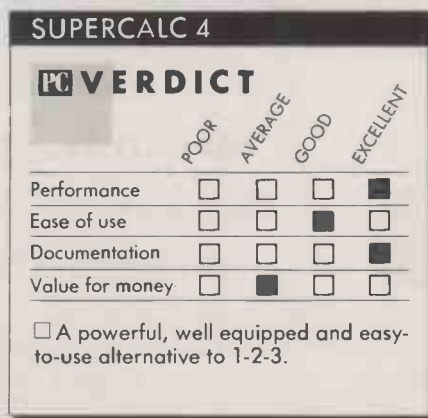 SUPERCALC 4
PC VERDICT
POOR AVERAGE GOOD EXCELLENT
Performance
Ease of use
Documentation
Value for money
A powerful, well equipped and easy-
to-use alternative to 1-2-3.